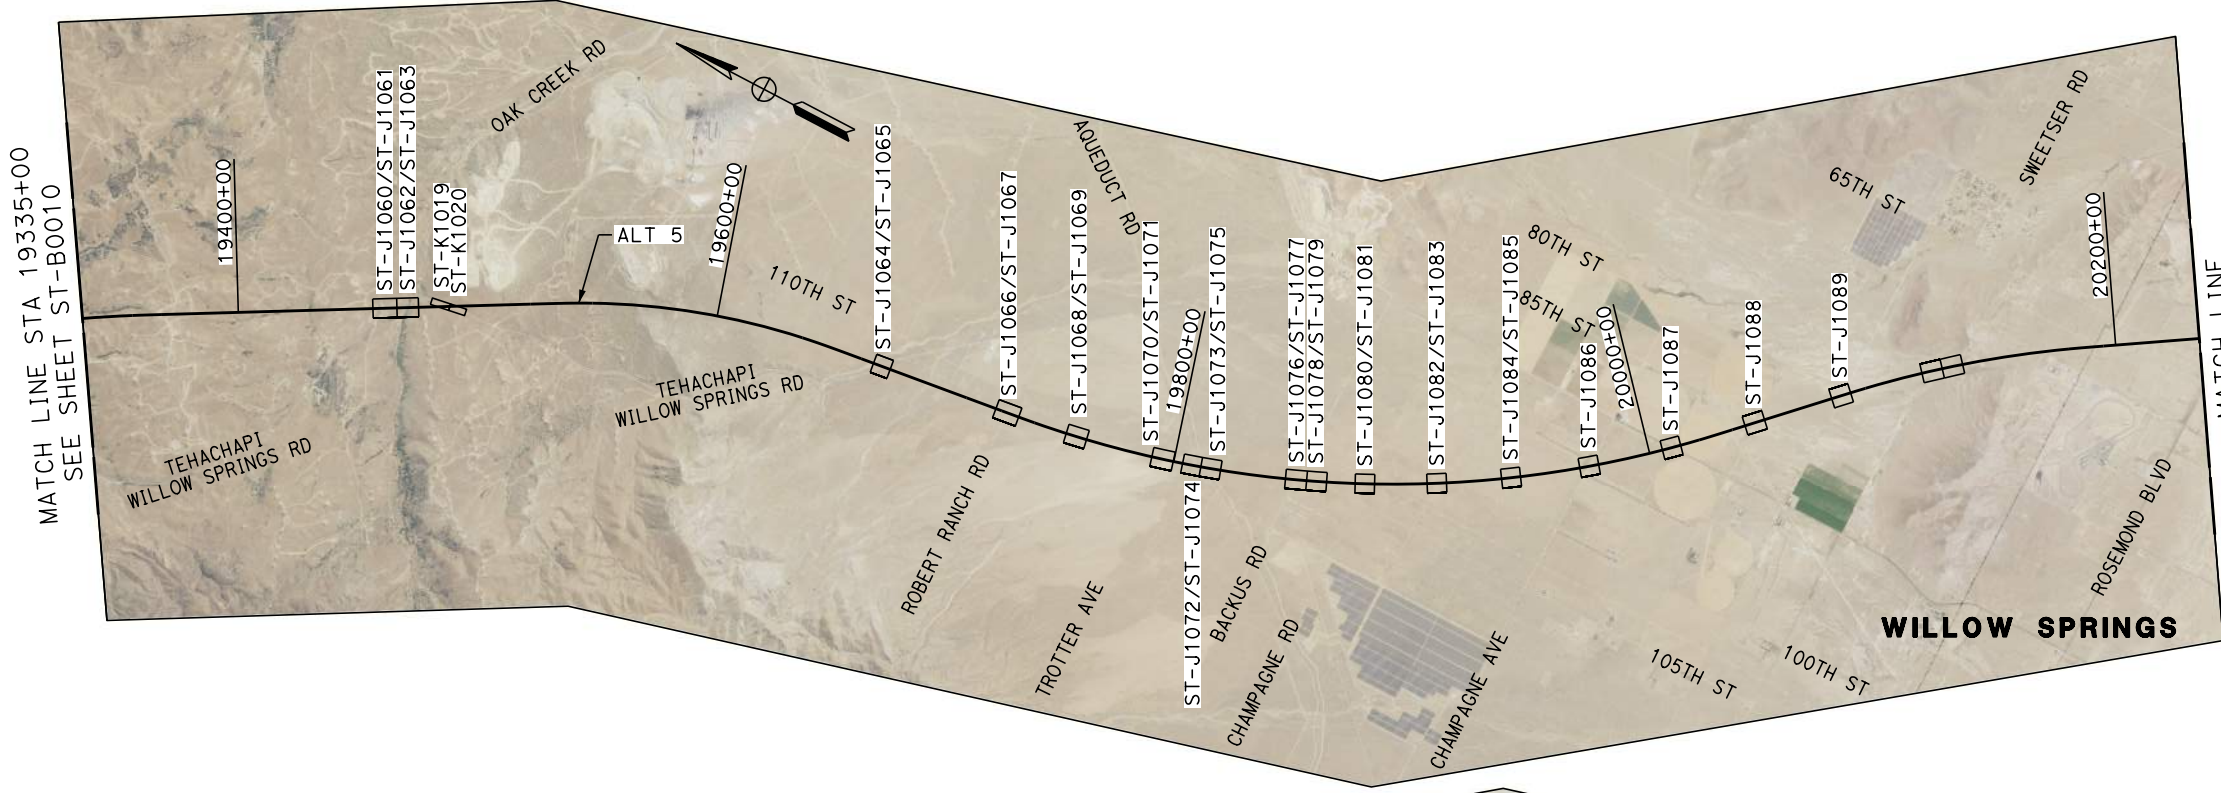 MATCH LINE STA 19335+00
SEE SHEET ST-B0010
19400+00
ST-J1060/ST-J1061
ST-J1062/ST-J1063
ST-K1019
ST-K1020
OAK CREEK RD
ALT 5
19600+00
110TH ST
TEHACHAPI
WILLOW SPRINGS RD
TEHACHAPI
WILLOW SPRINGS RD
ST-J1064/ST-J1065
ST-J1066/ST-J1067
ST-J1068/ST-J1069
AQUEDUCT RD
ST-J1070/ST-J1071
19800+00
ST-J1073/ST-J1075
ST-J1072/ST-J1074
ROBERT RANCH RD
TROTTER AVE
BACKUS RD
CHAMPAGNE RD
CHAMPAGNE AVE
ST-J1076/ST-J1077
ST-J1078/ST-J1079
ST-J1080/ST-J1081
ST-J1082/ST-J1083
ST-J1084/ST-J1085
80TH ST
85TH ST
ST-J1086
20000+00
ST-J1087
ST-J1088
ST-J1089
65TH ST
SWEETSER RD
20200+00
105TH ST
100TH ST
ROSEMOND BLVD
WILLOW SPRINGS
MATCH LINE